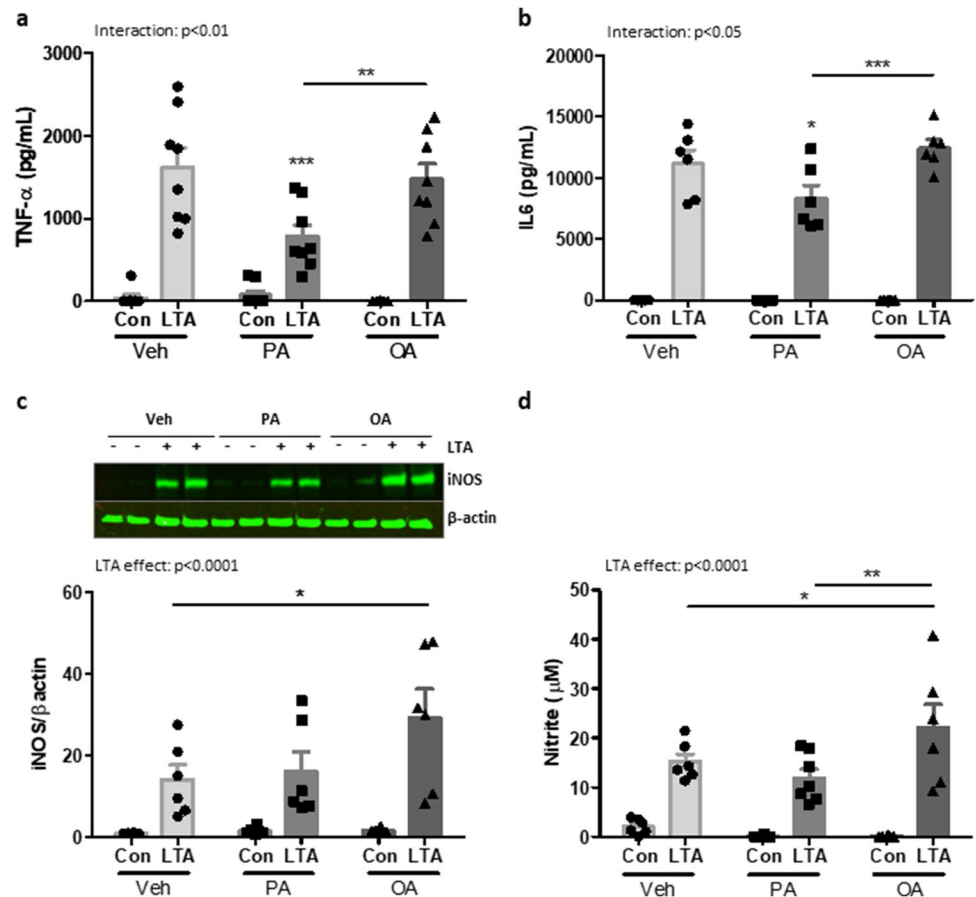 a
Interaction: p<0.01
**
***
TNF-α (pg/mL)
3000
2000
1000
0
Con LTA Con LTA Con LTA
Veh PA OA
b
Interaction: p<0.05
***
*
IL6 (pg/mL)
20000
15000
10000
5000
0
Con LTA Con LTA Con LTA
Veh PA OA
c
Veh PA OA
- - + + - - + + - - + + LTA
iNOS
β-actin
LTA effect: p<0.0001
*
iNOS/β actin
60
40
20
0
Con LTA Con LTA Con LTA
Veh PA OA
d
LTA effect: p<0.0001
**
*
Nitrite (μM)
50
40
30
20
10
0
Con LTA Con LTA Con LTA
Veh PA OA